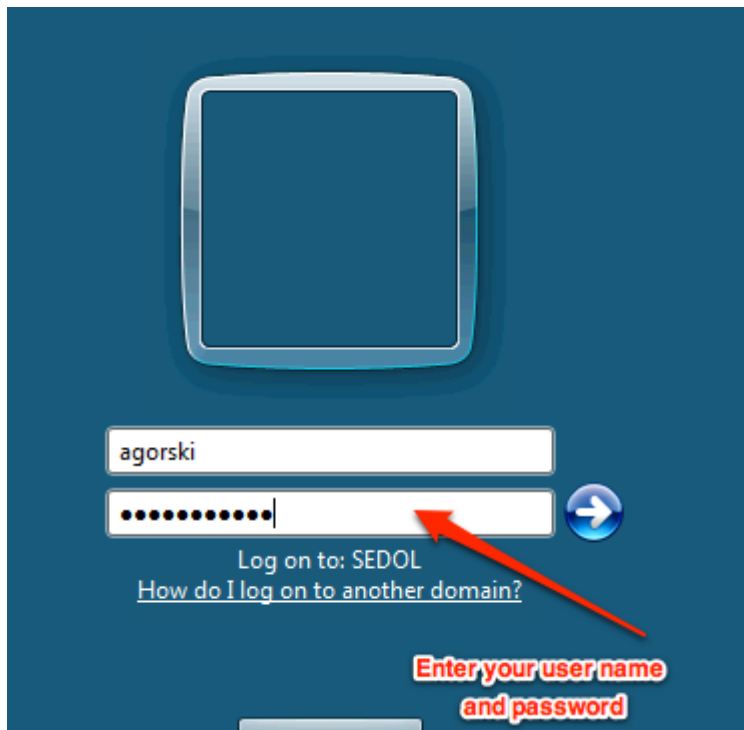 agorski
●●●●●●●●●●●
Log on to: SEDOL
How do I log on to another domain?
Enter your user name
and password